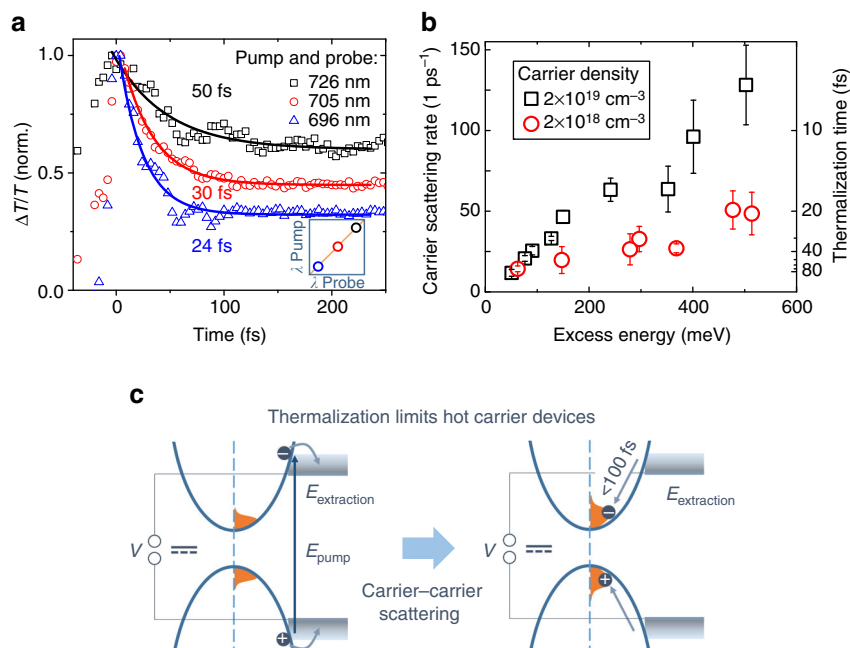 a
ΔT/T (norm.)
1.0
0.5
0.0
0
100
200
Time (fs)
Pump and probe:
726 nm
705 nm
696 nm
50 fs
30 fs
24 fs
λ Pump
λ Probe
b
Carrier scattering rate (1 ps⁻¹)
150
100
50
0
0
200
400
600
Excess energy (meV)
Carrier density
2×10¹⁹ cm⁻³
2×10¹⁸ cm⁻³
10
20
40
80
Thermalization time (fs)
c
Thermalization limits hot carrier devices
−
E extraction
V
E pump
+
Carrier–carrier
scattering
<100 fs
−
E extraction
V
+